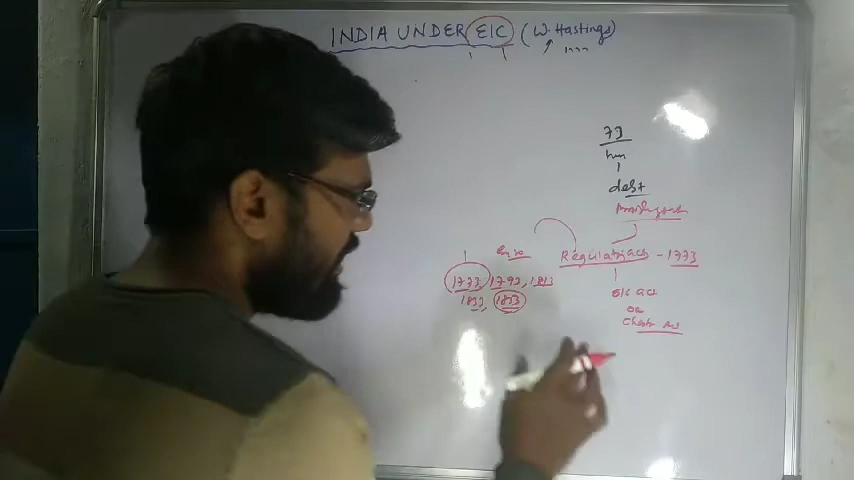 INDIA UNDER EIC (W. Hastings)
73
debt
Regulating act - 1773
1773, 1793, 1813
1833, 1853
EIC act
or
Charter Act